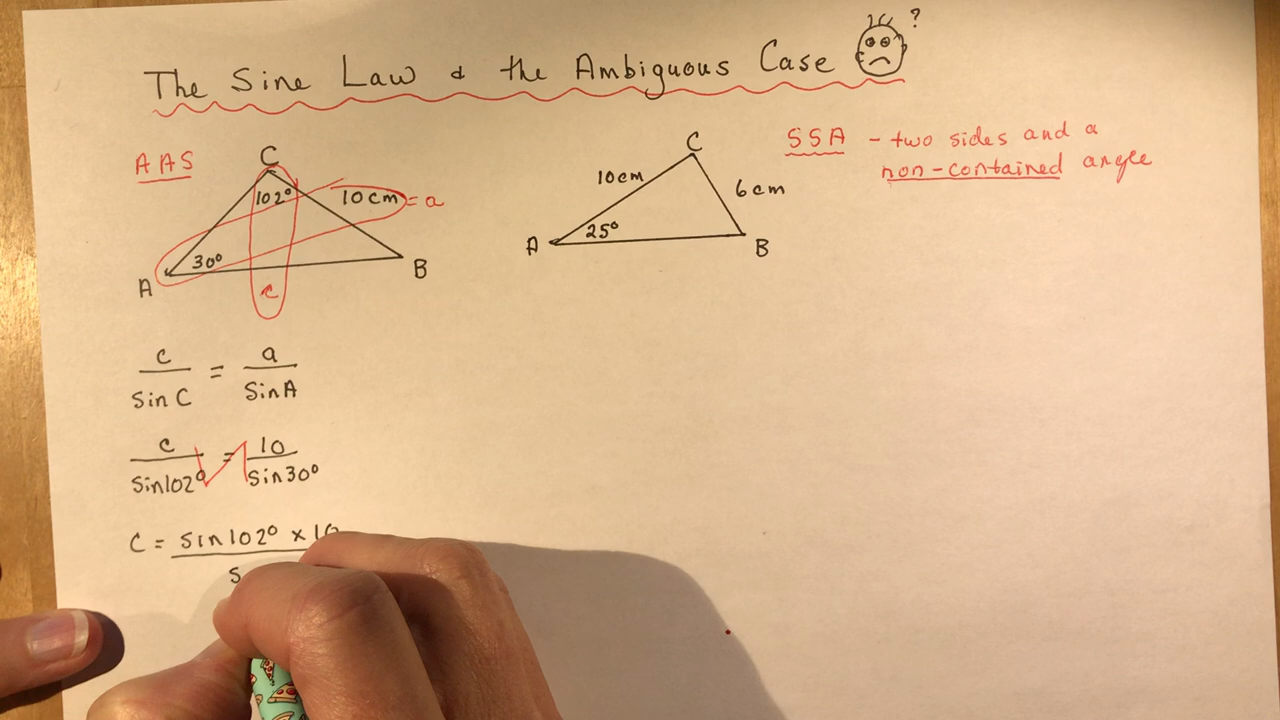 The Sine Law & the Ambiguous Case ?
AAS
C
102°
10cm = a
30°
A
B
c
C
10cm
6cm
25°
A
B
SSA - two sides and a
non-contained angle
c / sin C = a / sin A
c / sin102° = 10 / sin30°
C = sin102° x 10
s